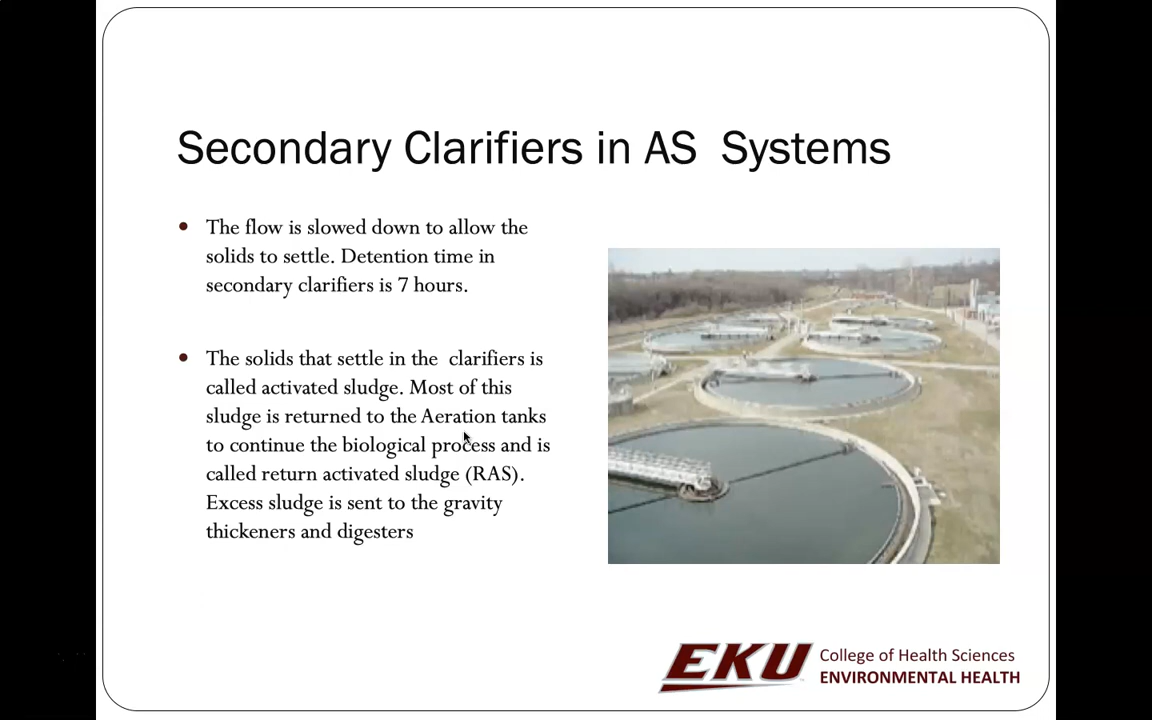 Secondary Clarifiers in AS Systems
The flow is slowed down to allow the
solids to settle. Detention time in
secondary clarifiers is 7 hours.
The solids that settle in the clarifiers is
called activated sludge. Most of this
sludge is returned to the Aeration tanks
to continue the biological process and is
called return activated sludge (RAS).
Excess sludge is sent to the gravity
thickeners and digesters
EKU
College of Health Sciences
ENVIRONMENTAL HEALTH